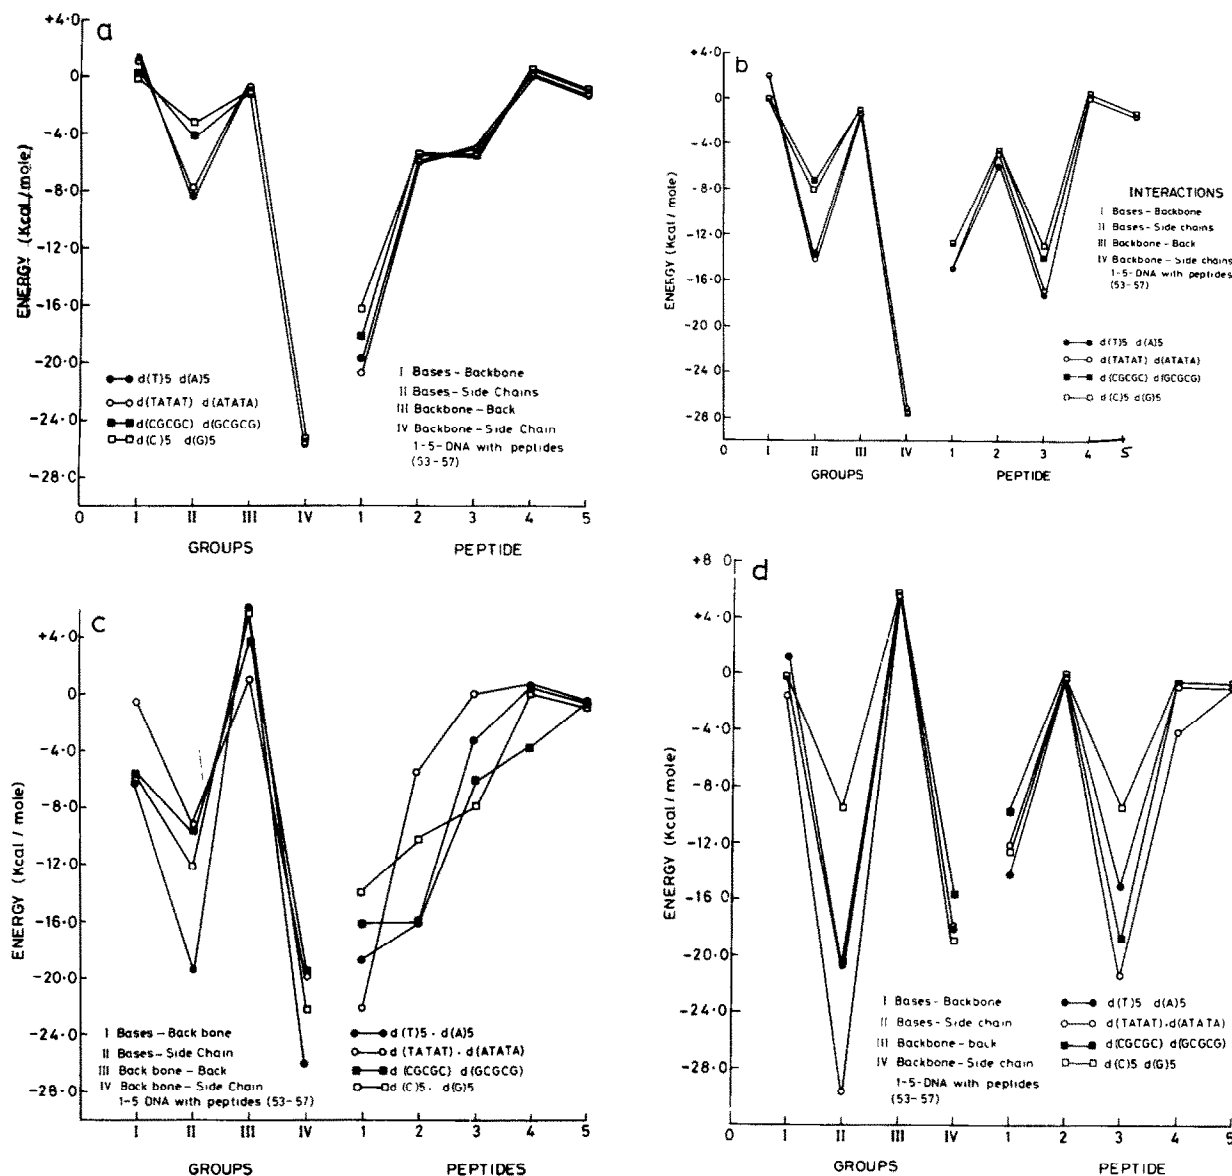 a
+4·0
0
-4·0
-8·0
-12·0
-16·0
-20·0
-24·0
-28·0
ENERGY (Kcal/mole)
d(T)5 d(A)5
d(TATAT) d(ATATA)
d(CGCGC) d(GCGCG)
d(C)5 d(G)5
I Bases-Backbone
II Bases-Side Chains
III Backbone-Back
IV Backbone-Side Chain
1-5-DNA with peptides
(53-57)
0 I II III IV 1 2 3 4 5
GROUPS PEPTIDE
b
+4·0
0
-4·0
-8·0
-12·0
-16·0
-20 0
-24 0
-28 0
ENERGY (Kcal / mole)
INTERACTIONS
I Bases-Backbone
II Bases-Side chains
III Backbone-Back
IV Backbone-Side chains
1-5-DNA with peptides
(53-57)
d(T)5 d(A)5
d(TATAT) d(ATATA)
d(CGCGC) d(GCGCG)
d(C)5 d(G)5
0 I II III IV 1 2 3 4 5
GROUPS PEPTIDE
c
+4·0
0
-4·0
-8·0
-12·0
-16·0
-20·0
-24·0
-28·0
ENERGY (Kcal / mole)
I Bases-Back bone
II Bases-Side Chain
III Back bone-Back
IV Back bone-Side Chain
1-5 DNA with peptides (53-57)
d(T)5 · d(A)5
d(TATAT) · d(ATATA)
d(CGCGC) d(GCGCG)
d(C)5 · d(G)5
I II III IV 1 2 3 4 5
GROUPS PEPTIDES
d
+8 0
+4·0
0
-4·0
-8·0
-12·0
-16 0
-20·0
-24·0
-28·0
ENERGY (Kcal / mole)
I Bases-Backbone
II Bases-Side chain
III Backbone-back
IV Backbone-Side chain
1-5-DNA with peptides
(53-57)
d(T)5 d(A)5
d(TATAT)·d(ATATA)
d(CGCGC) d(GCGCG)
d(C)5 d(G)5
0 I II III IV 1 2 3 4 5
GROUPS PEPTIDE